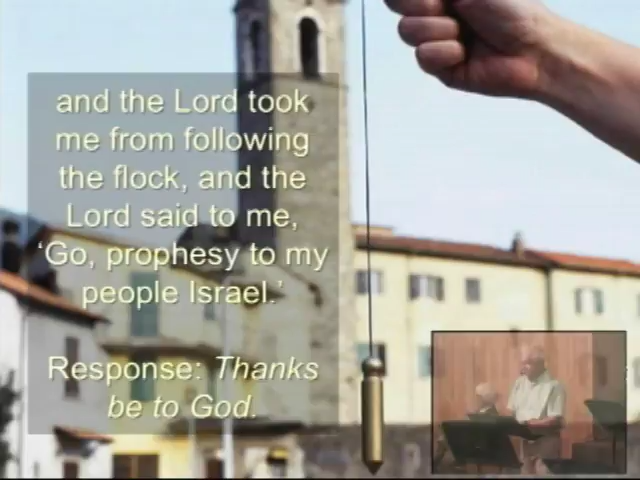 and the Lord took
me from following
the flock, and the
Lord said to me,
‘Go, prophesy to my
people Israel.’
Response: Thanks
be to God.